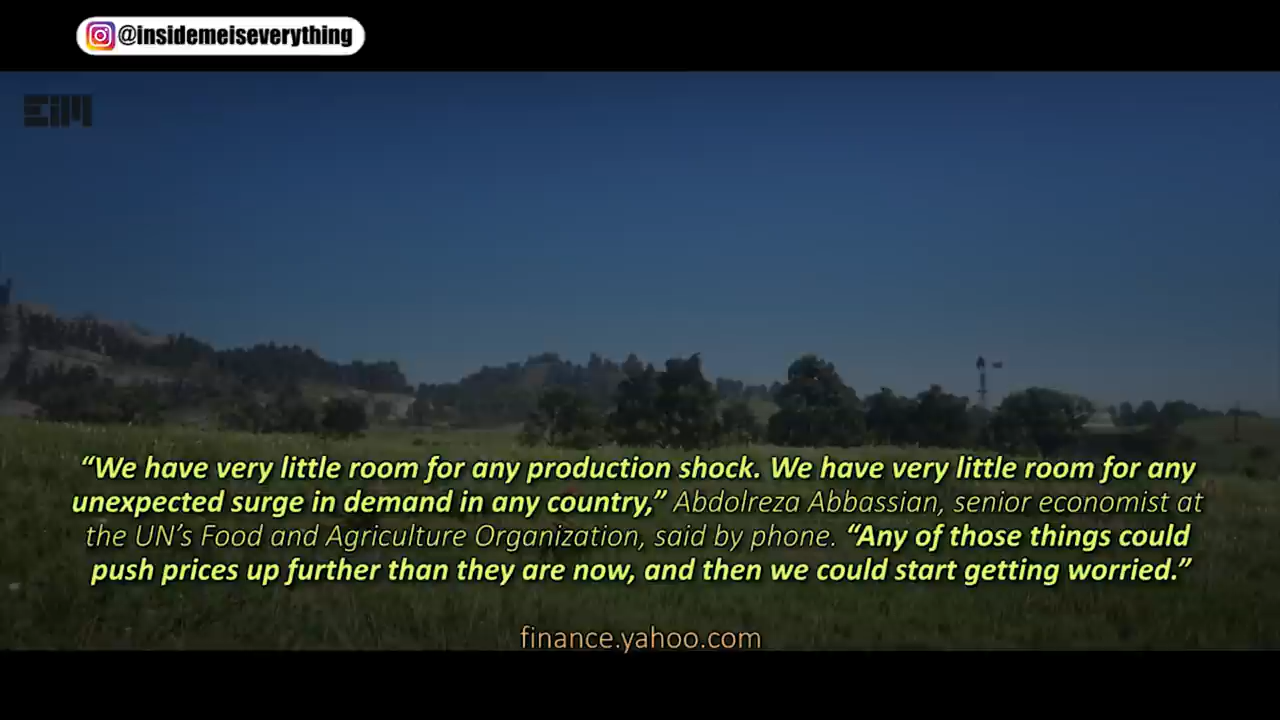 @insidemeiseverything
EiM
“We have very little room for any production shock. We have very little room for any
unexpected surge in demand in any country,” Abdolreza Abbassian, senior economist at
the UN’s Food and Agriculture Organization, said by phone. “Any of those things could
push prices up further than they are now, and then we could start getting worried.”
finance.yahoo.com